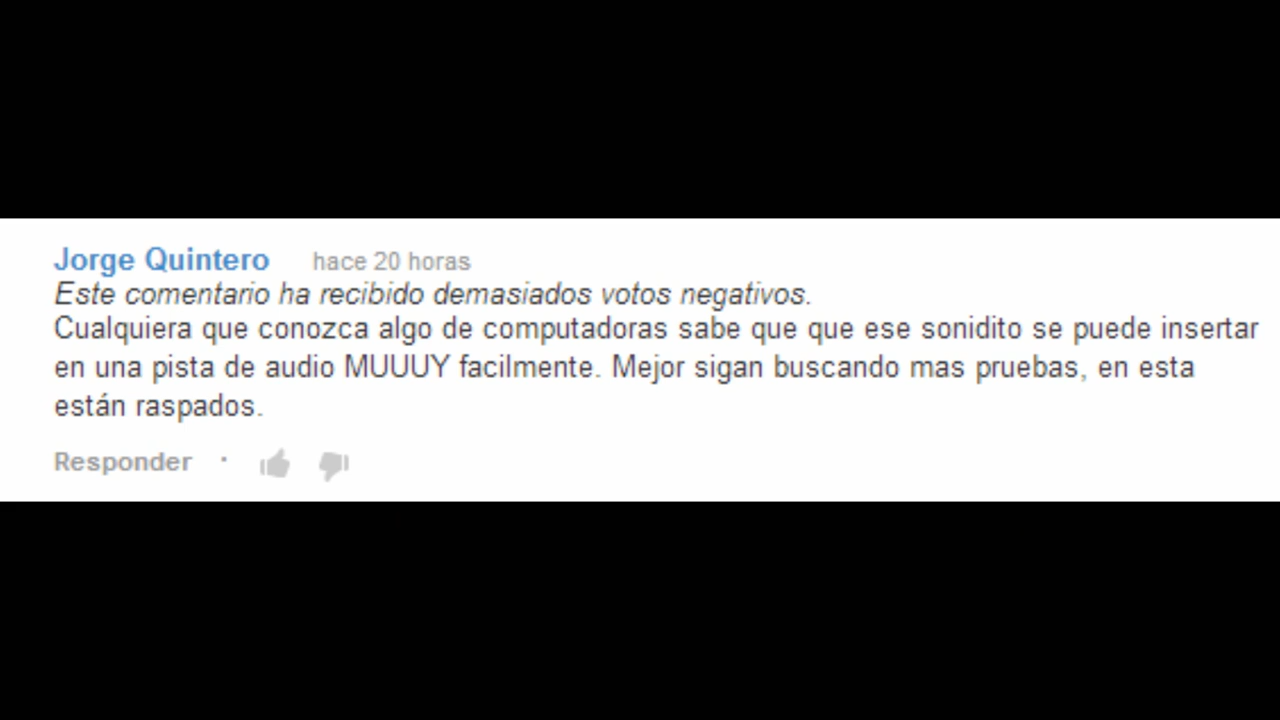 Jorge Quintero hace 20 horas
Este comentario ha recibido demasiados votos negativos.
Cualquiera que conozca algo de computadoras sabe que que ese sonidito se puede insertar
en una pista de audio MUUUY facilmente. Mejor sigan buscando mas pruebas, en esta
están raspados.
Responder ·